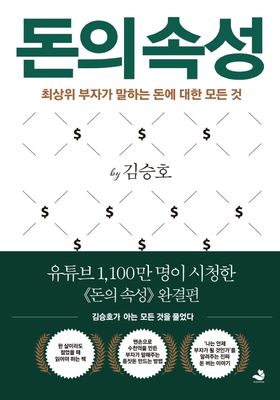 돈의 속성
최상위 부자가 말하는 돈에 대한 모든 것
$ $ $ $
$ $ $
by 김승호
$ $ $ $
$ $ $
유튜브 1,100만 명이 시청한
《돈의 속성》 완결편
김승호가 아는 모든 것을 풀었다
한 살이라도
젊었을 때
읽어야 하는 책
맨손으로
수천억을 만든
부자가 말해주는
종잣돈 만드는 방법
'나는 언제
부자가 될 것인가'를
알려주는 진짜
돈 버는 이야기